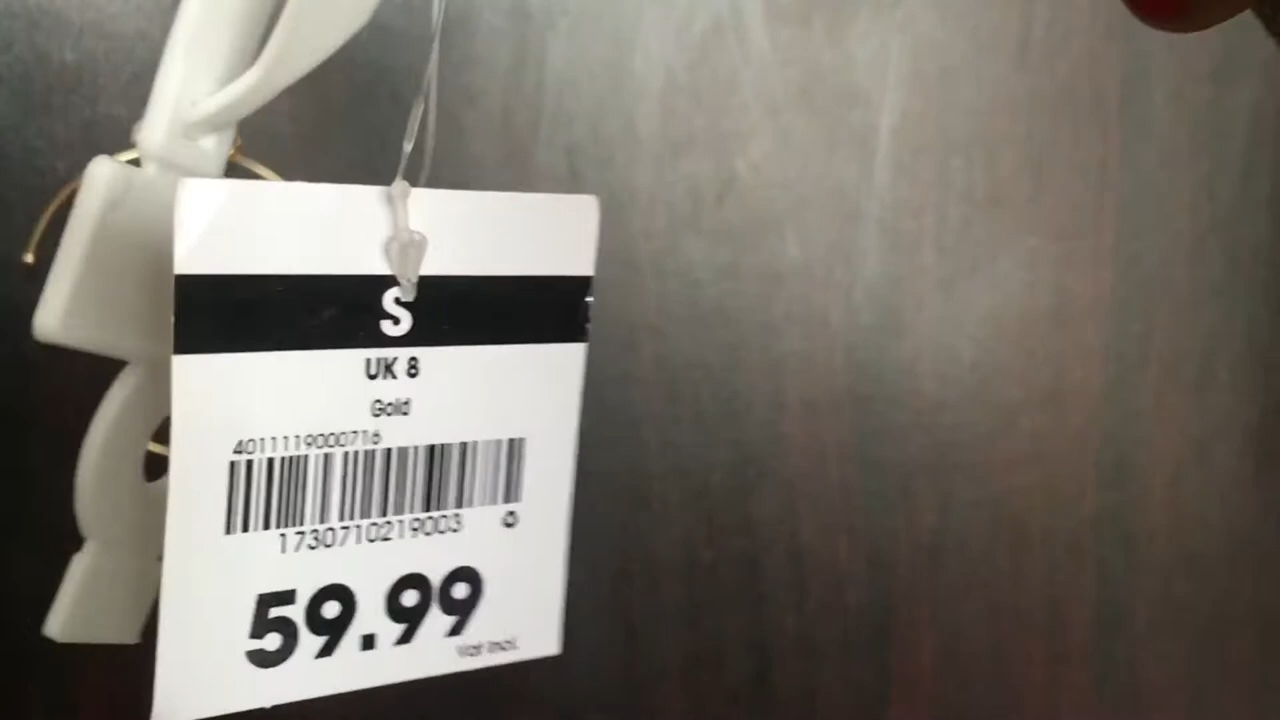 S
UK 8
Gold
4011119000716
1730710219003
59.99
Vat incl.